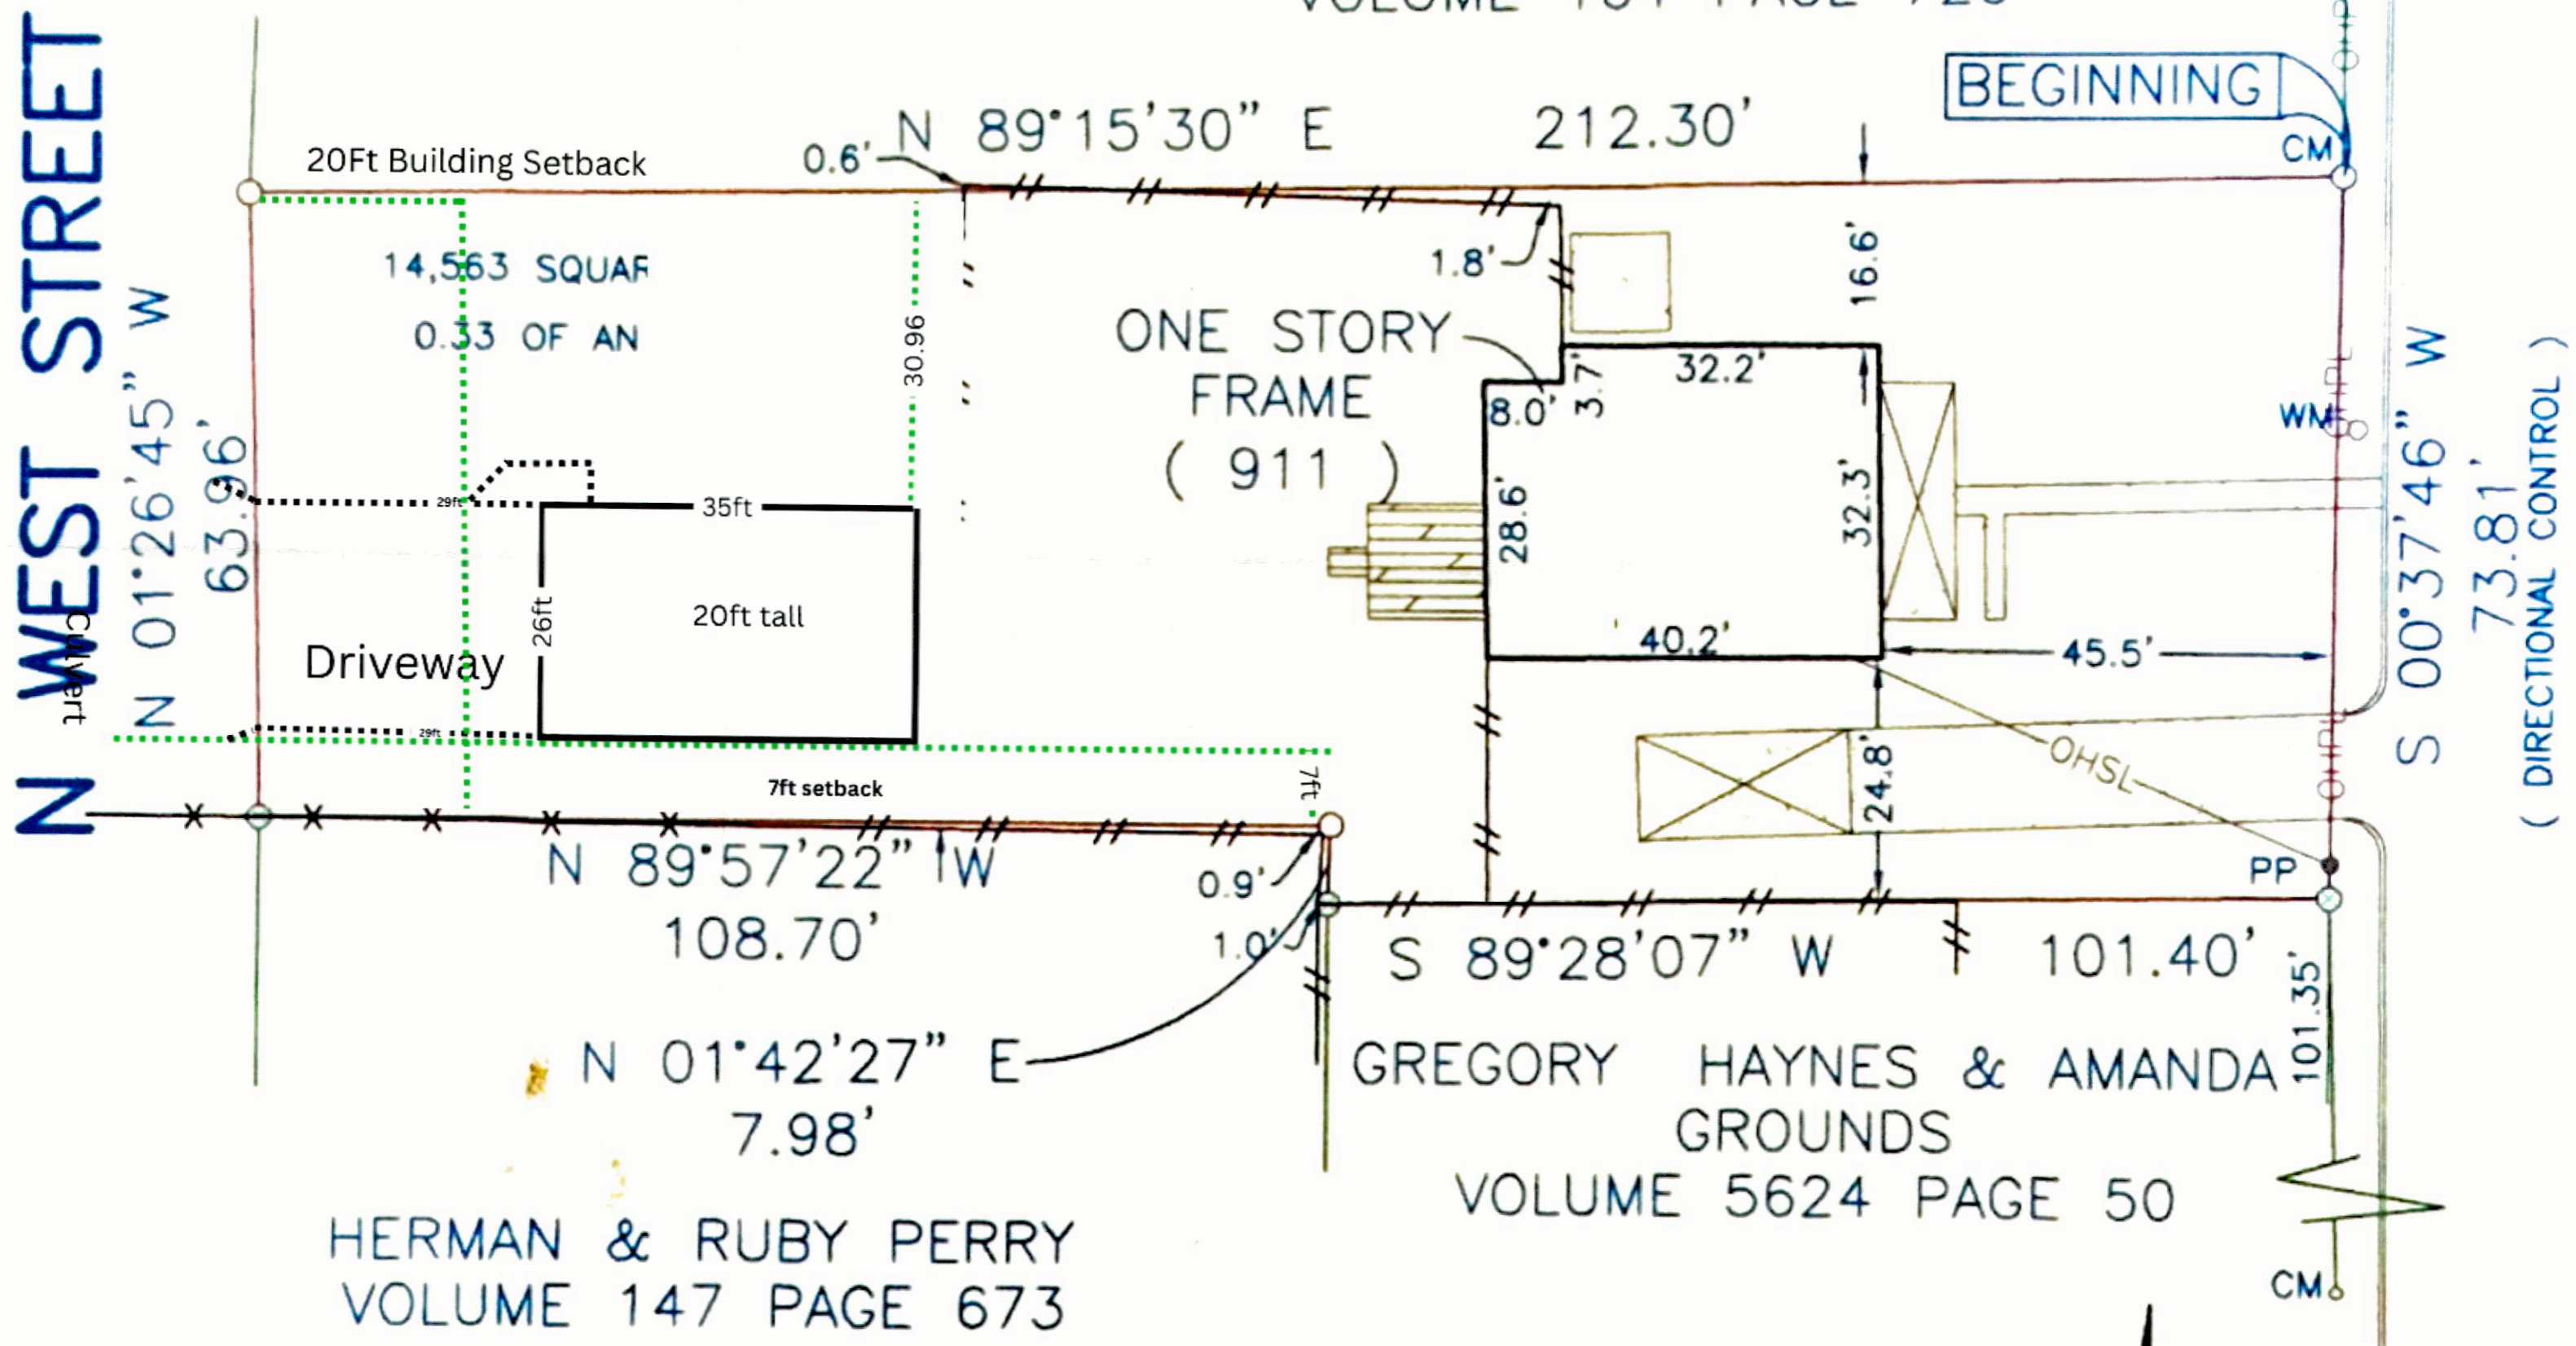 BEGINNING
CM
N 89°15'30" E 212.30'
0.6'
20Ft Building Setback
N WEST STREET
N 01°26'45" W
63.96'
Culvert
14,563 SQUAR
0.33 OF AN
30.96
1.8'
16.6'
ONE STORY
FRAME
( 911 )
32.2'
3.7'
8.0'
28.6'
32.3'
40.2'
45.5'
WM
S 00°37'46" W
73.81'
( DIRECTIONAL CONTROL )
29ft
35ft
26ft
20ft tall
Driveway
29ft
7ft setback
7ft
24.8'
OHSL
PP
N 89°57'22" W
108.70'
0.9'
1.0'
S 89°28'07" W 101.40'
101.35'
N 01°42'27" E
7.98'
GREGORY HAYNES & AMANDA
GROUNDS
VOLUME 5624 PAGE 50
HERMAN & RUBY PERRY
VOLUME 147 PAGE 673
CM